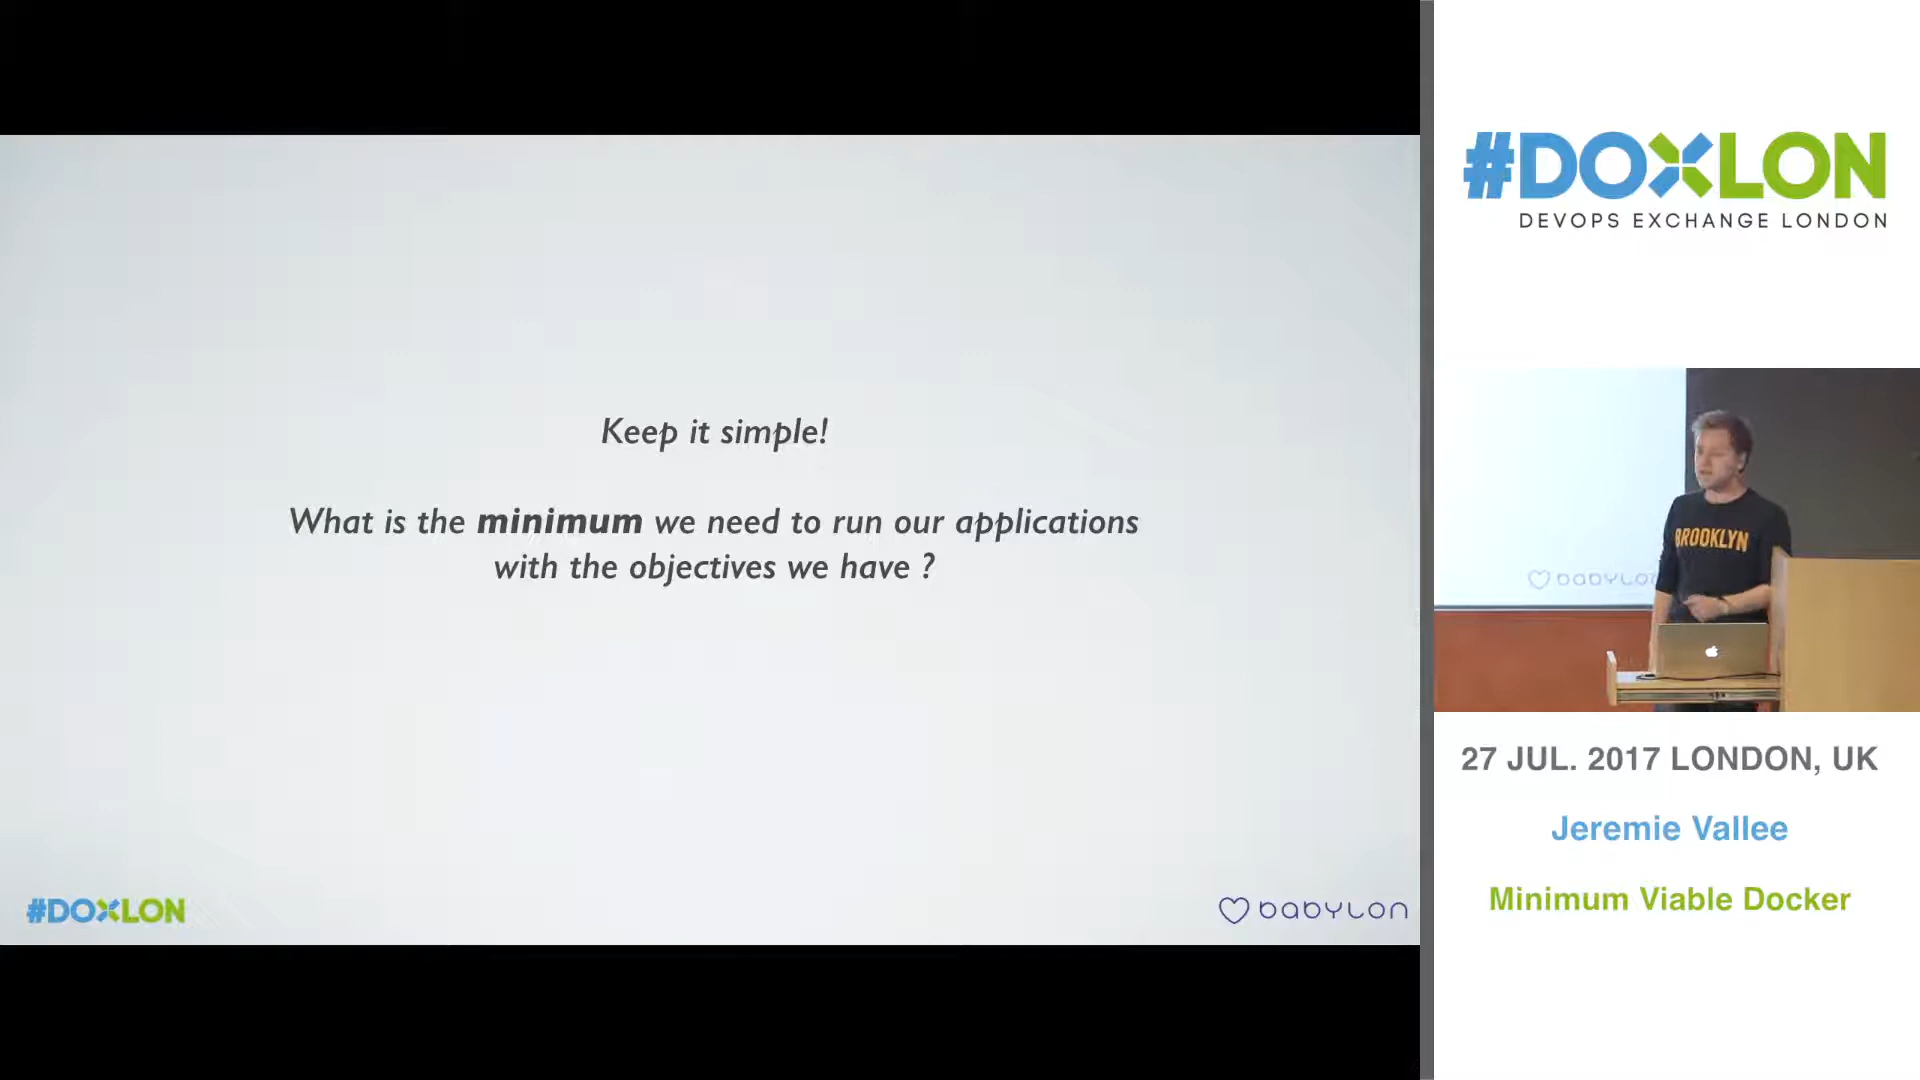 Keep it simple!
What is the minimum we need to run our applications
with the objectives we have ?
#DOXLON
babylon
#DOXLON
DEVOPS EXCHANGE LONDON
BROOKLYN
babylon
27 JUL. 2017 LONDON, UK
Jeremie Vallee
Minimum Viable Docker